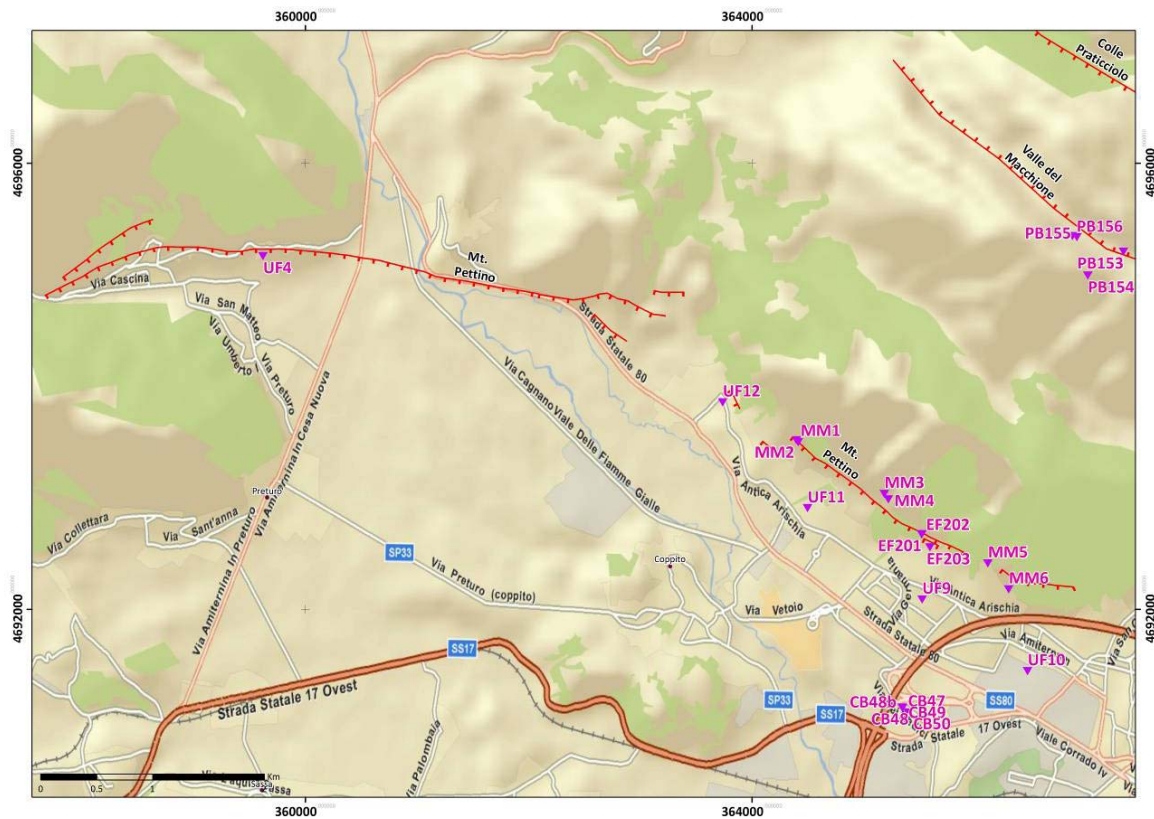 360000
364000
Colle
Praticciolo
4696000
4696000
Valle del
Macchione
PB155
PB156
PB153
PB154
UF4
Via Cascina
Mt.
Pettino
Via San Matteo
Via Umberto I
Via Preturo
Strada Statale 80
Via Cagnano
Viale Delle Fiamme Gialle
UF12
MM1
MM2
Mt.
Pettino
MM3
MM4
UF11
Via Antica Arischia
EF202
EF201
EF203
MM5
MM6
Via Amiternina In Cesa Nuova
Preturo
Via Collettara
Via Sant'anna
Via Amiternina In Preturo
SP33
Coppito
Via Preturo (coppito)
Via Vetoio
UF9
Via Antica Arischia
4692000
4692000
Strada Statale 80
UF10
SS17
Strada Statale 17 Ovest
SP33
SS17
CB48b
CB47
CB49
CB48
CB50
SS80
Strada Statale 17 Ovest
Viale Corrado Iv
Via Palombaia
Km
0 0.5 1
Sassa
360000
364000